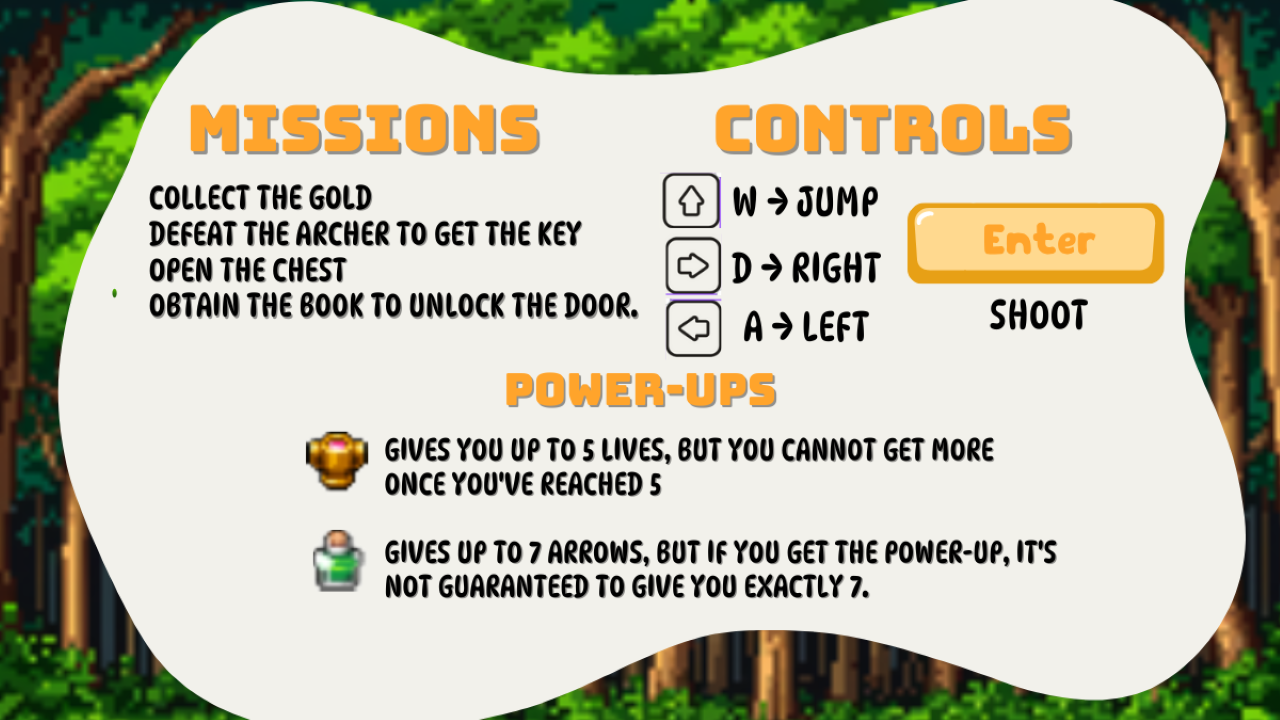 MISSIONS
COLLECT THE GOLD
DEFEAT THE ARCHER TO GET THE KEY
OPEN THE CHEST
OBTAIN THE BOOK TO UNLOCK THE DOOR.
CONTROLS
W → JUMP
D → RIGHT
A → LEFT
Enter
SHOOT
POWER-UPS
GIVES YOU UP TO 5 LIVES, BUT YOU CANNOT GET MORE
ONCE YOU'VE REACHED 5
GIVES UP TO 7 ARROWS, BUT IF YOU GET THE POWER-UP, IT'S
NOT GUARANTEED TO GIVE YOU EXACTLY 7.